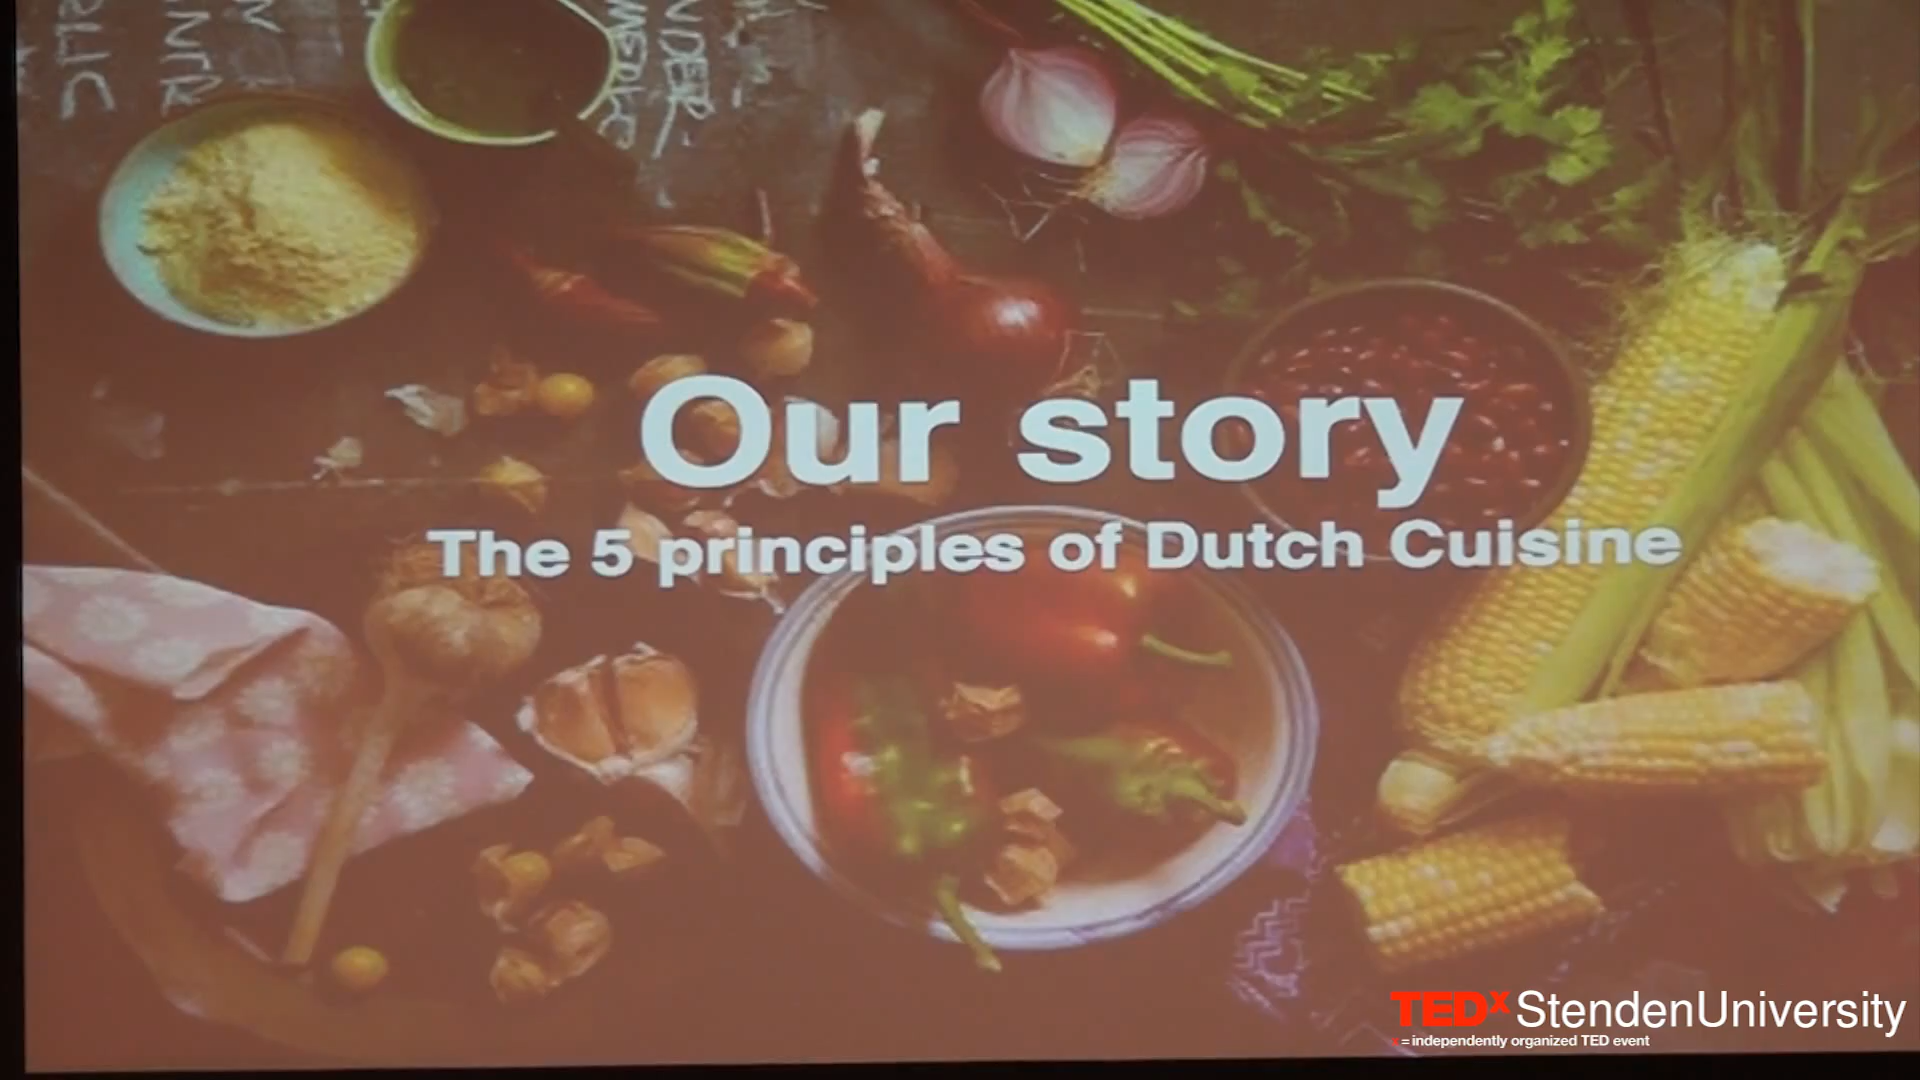 Our story
The 5 principles of Dutch Cuisine
TEDx StendenUniversity
x = independently organized TED event